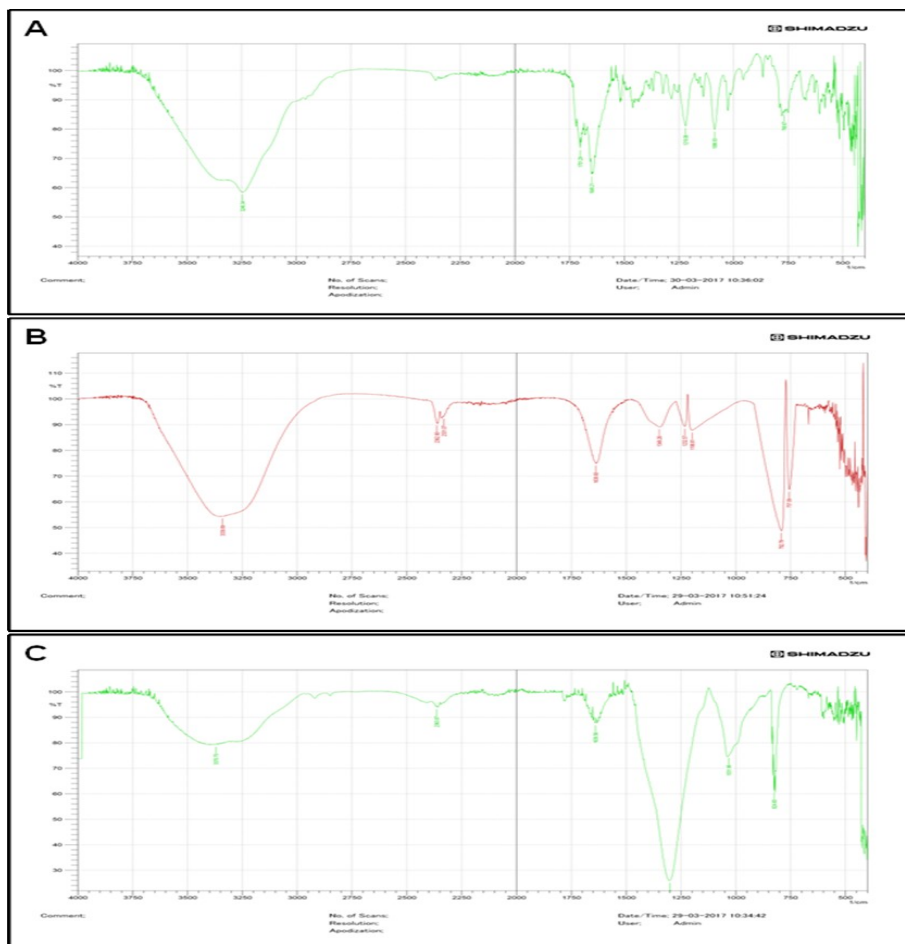 A
SHIMADZU
100
%T
90
80
70
60
50
40
4000 3750 3500 3250 3000 2750 2500 2250 2000 1750 1500 1250 1000 750 500
1/cm
Comment; No. of Scans; Date/Time; 30-03-2017 10:36:02
Resolution; User; Admin
Apodization;
B
SHIMADZU
110
%T
100
90
80
70
60
50
40
4000 3750 3500 3250 3000 2750 2500 2250 2000 1750 1500 1250 1000 750 500
1/cm
Comment; No. of Scans; Date/Time; 29-03-2017 10:51:24
Resolution; User; Admin
Apodization;
C
SHIMADZU
100
%T
90
80
70
60
50
40
30
4000 3750 3500 3250 3000 2750 2500 2250 2000 1750 1500 1250 1000 750 500
1/cm
Comment; No. of Scans; Date/Time; 29-03-2017 10:34:42
Resolution; User; Admin
Apodization;